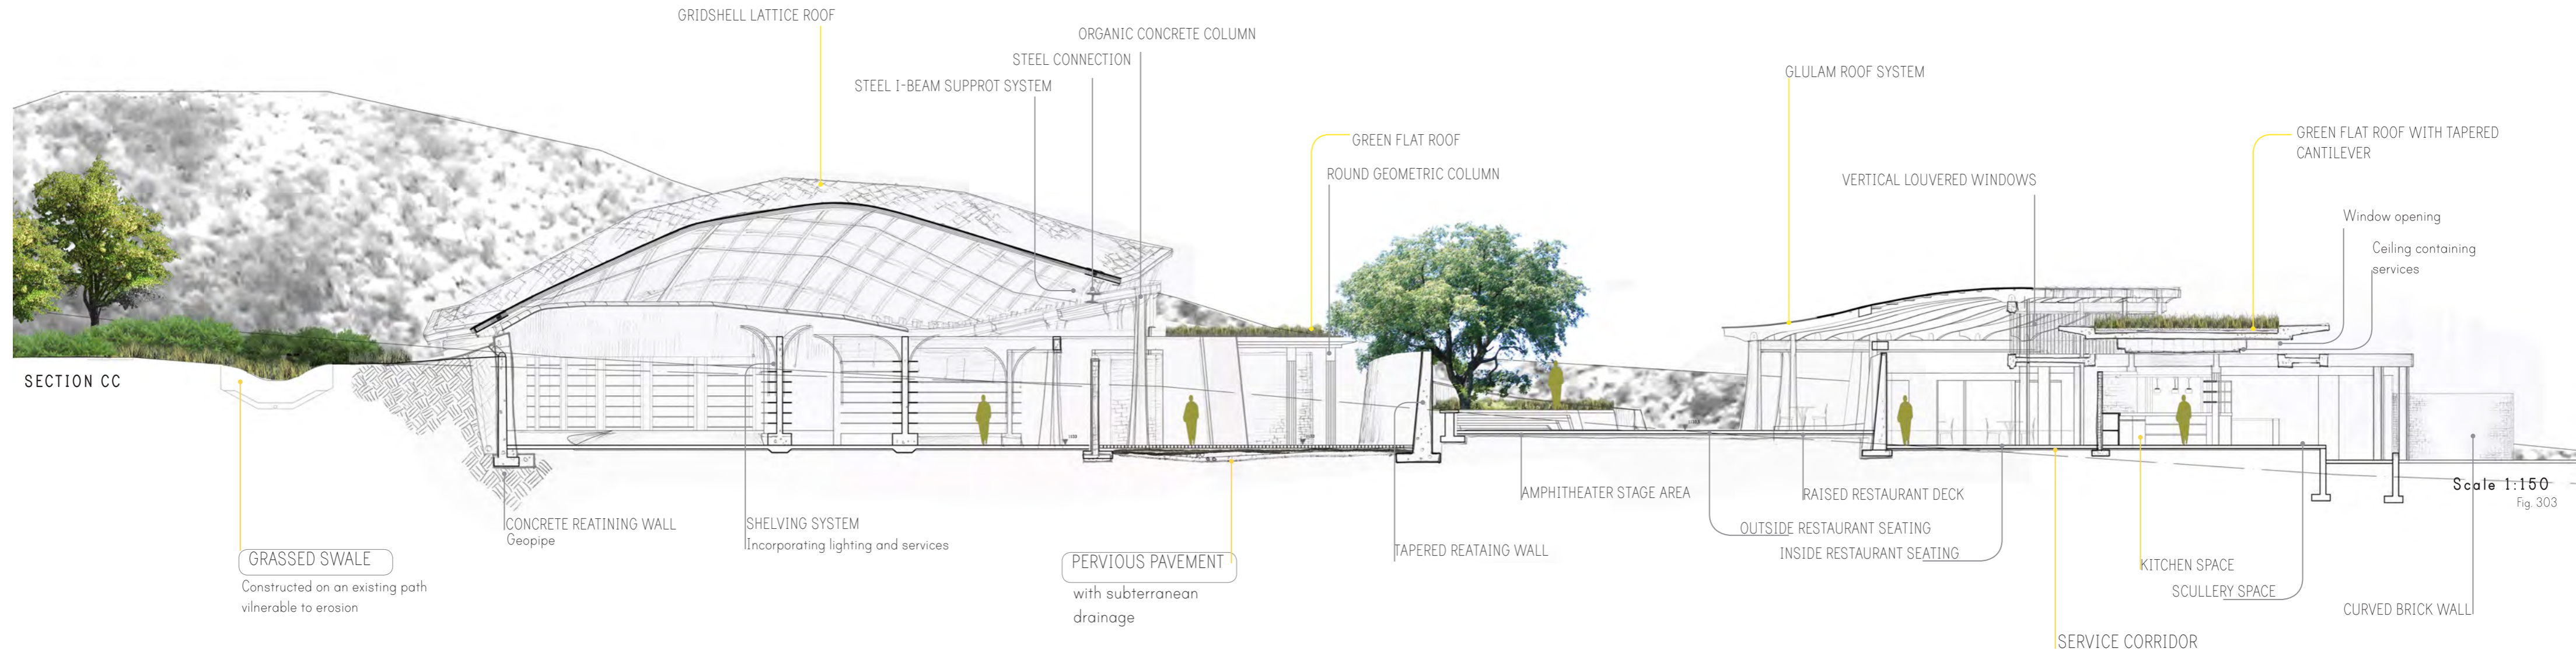 GRIDSHELL LATTICE ROOF
ORGANIC CONCRETE COLUMN
STEEL CONNECTION
STEEL I-BEAM SUPPROT SYSTEM
GREEN FLAT ROOF
ROUND GEOMETRIC COLUMN
GLULAM ROOF SYSTEM
VERTICAL LOUVERED WINDOWS
GREEN FLAT ROOF WITH TAPERED
CANTILEVER
Window opening
Ceiling containing
services
SECTION CC
CONCRETE REATINING WALL
Geopipe
SHELVING SYSTEM
Incorporating lighting and services
GRASSED SWALE
Constructed on an existing path
vilnerable to erosion
PERVIOUS PAVEMENT
with subterranean
drainage
TAPERED REATAING WALL
AMPHITHEATER STAGE AREA
OUTSIDE RESTAURANT SEATING
INSIDE RESTAURANT SEATING
RAISED RESTAURANT DECK
KITCHEN SPACE
SCULLERY SPACE
SERVICE CORRIDOR
CURVED BRICK WALL
Scale 1:150
Fig. 303